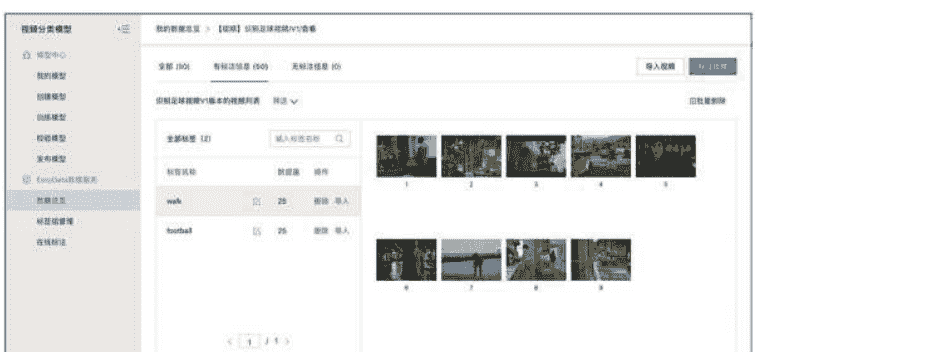 视频分类模型
我的数据总览 > 【视频】识别足球视频/V1/查看
模型中心
我的模型
创建模型
训练模型
校验模型
发布模型
EasyData数据服务
数据总览
标签组管理
在线标注
全部 (50) 有标注信息 (50) 无标注信息 (0)
导入视频
识别足球视频V1版本的视频列表 筛选
批量删除
全部标签 (2)
输入标签名称
标签名称 数据量 操作
walk 25 删除 导入
football 25 删除 导入
1 2 3 4 5
6 7 8 9
< 1 / 1 >